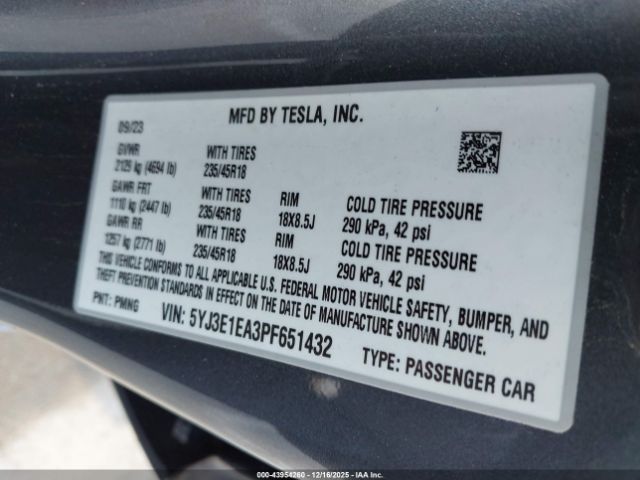 MFD BY TESLA, INC.
09/23
GVWR
2129 kg (4694 lb) WITH TIRES 235/45R18
GAWR FRT
1110 kg (2447 lb) WITH TIRES 235/45R18 RIM 18X8.5J COLD TIRE PRESSURE 290 kPa, 42 psi
GAWR RR
1257 kg (2771 lb) WITH TIRES 235/45R18 RIM 18X8.5J COLD TIRE PRESSURE 290 kPa, 42 psi
THIS VEHICLE CONFORMS TO ALL APPLICABLE U.S. FEDERAL MOTOR VEHICLE SAFETY, BUMPER, AND
THEFT PREVENTION STANDARDS IN EFFECT ON THE DATE OF MANUFACTURE SHOWN ABOVE.
PNT: PMNG VIN: 5YJ3E1EA3PF651432 TYPE: PASSENGER CAR
000-43954260 - 12/16/2025 - IAA Inc.